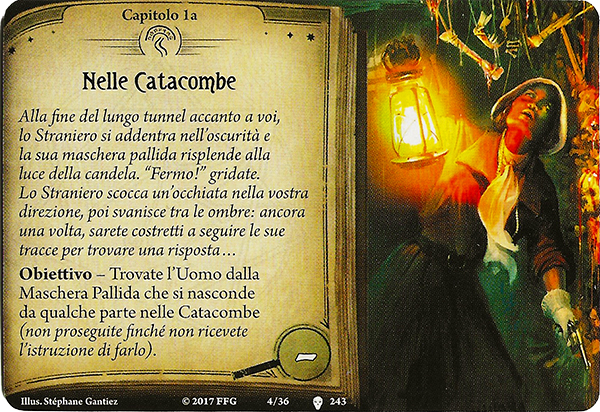 Capitolo 1a
Nelle Catacombe
Alla fine del lungo tunnel accanto a voi,
lo Straniero si addentra nell'oscurità e
la sua maschera pallida risplende alla
luce della candela. “Fermo!” gridate.
Lo Straniero scocca un'occhiata nella vostra
direzione, poi svanisce tra le ombre: ancora
una volta, sarete costretti a seguire le sue
tracce per trovare una risposta…
Obiettivo – Trovate l'Uomo dalla
Maschera Pallida che si nasconde
da qualche parte nelle Catacombe
(non proseguite finché non ricevete
l'istruzione di farlo).
–
Illus. Stéphane Gantiez © 2017 FFG 4/36 243